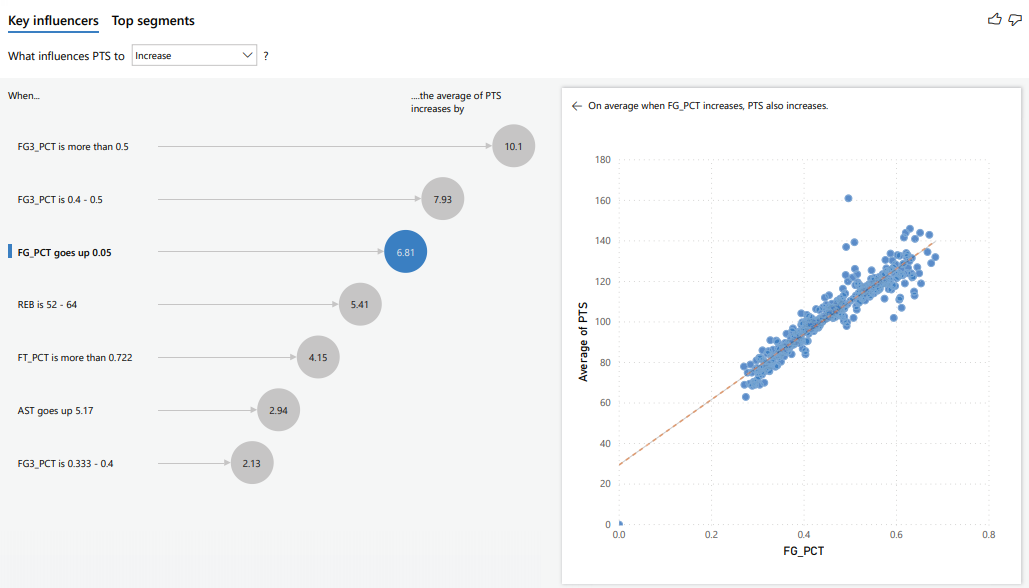 Key influencers Top segments
What influences PTS to Increase ?
When...
....the average of PTS
increases by
FG3_PCT is more than 0.5 10.1
FG3_PCT is 0.4 - 0.5 7.93
FG_PCT goes up 0.05 6.81
REB is 52 - 64 5.41
FT_PCT is more than 0.722 4.15
AST goes up 5.17 2.94
FG3_PCT is 0.333 - 0.4 2.13
On average when FG_PCT increases, PTS also increases.
180
160
140
120
100
80
60
40
20
0
Average of PTS
0.0 0.2 0.4 0.6 0.8
FG_PCT